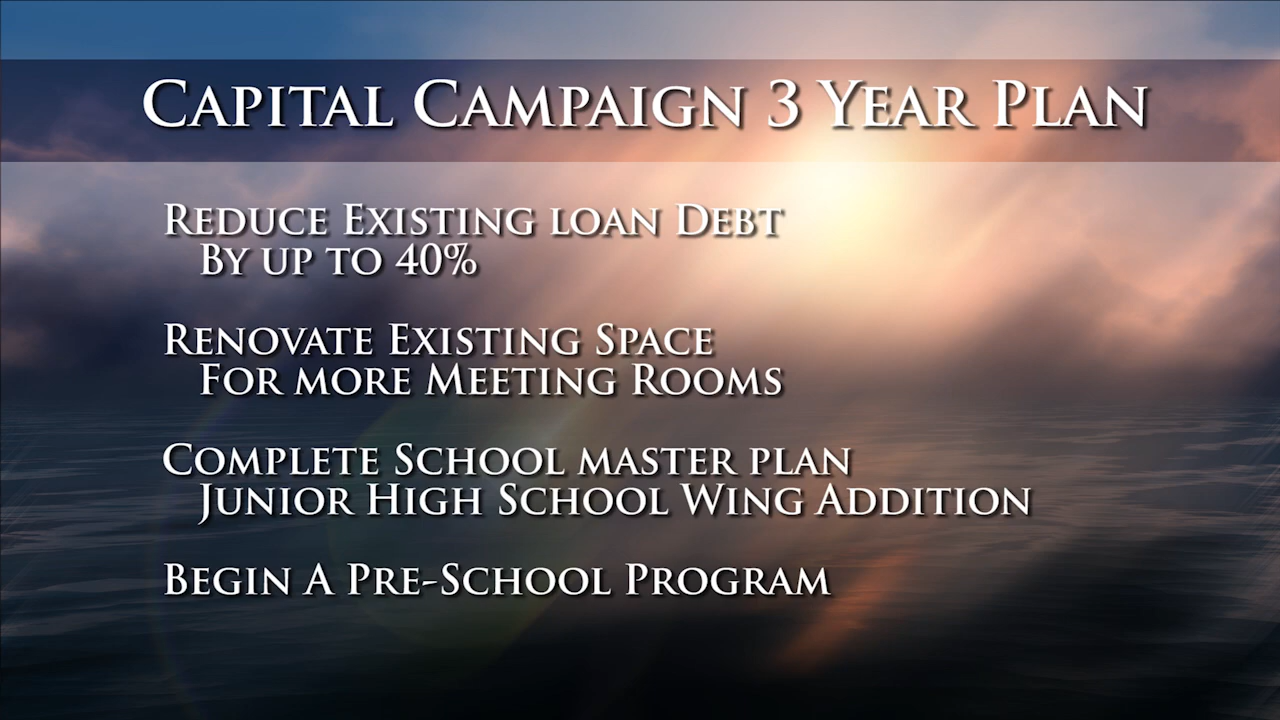 Capital Campaign 3 Year Plan
Reduce Existing loan Debt
By up to 40%
Renovate Existing Space
For more Meeting Rooms
Complete School master plan
Junior High School Wing Addition
Begin A Pre-School Program